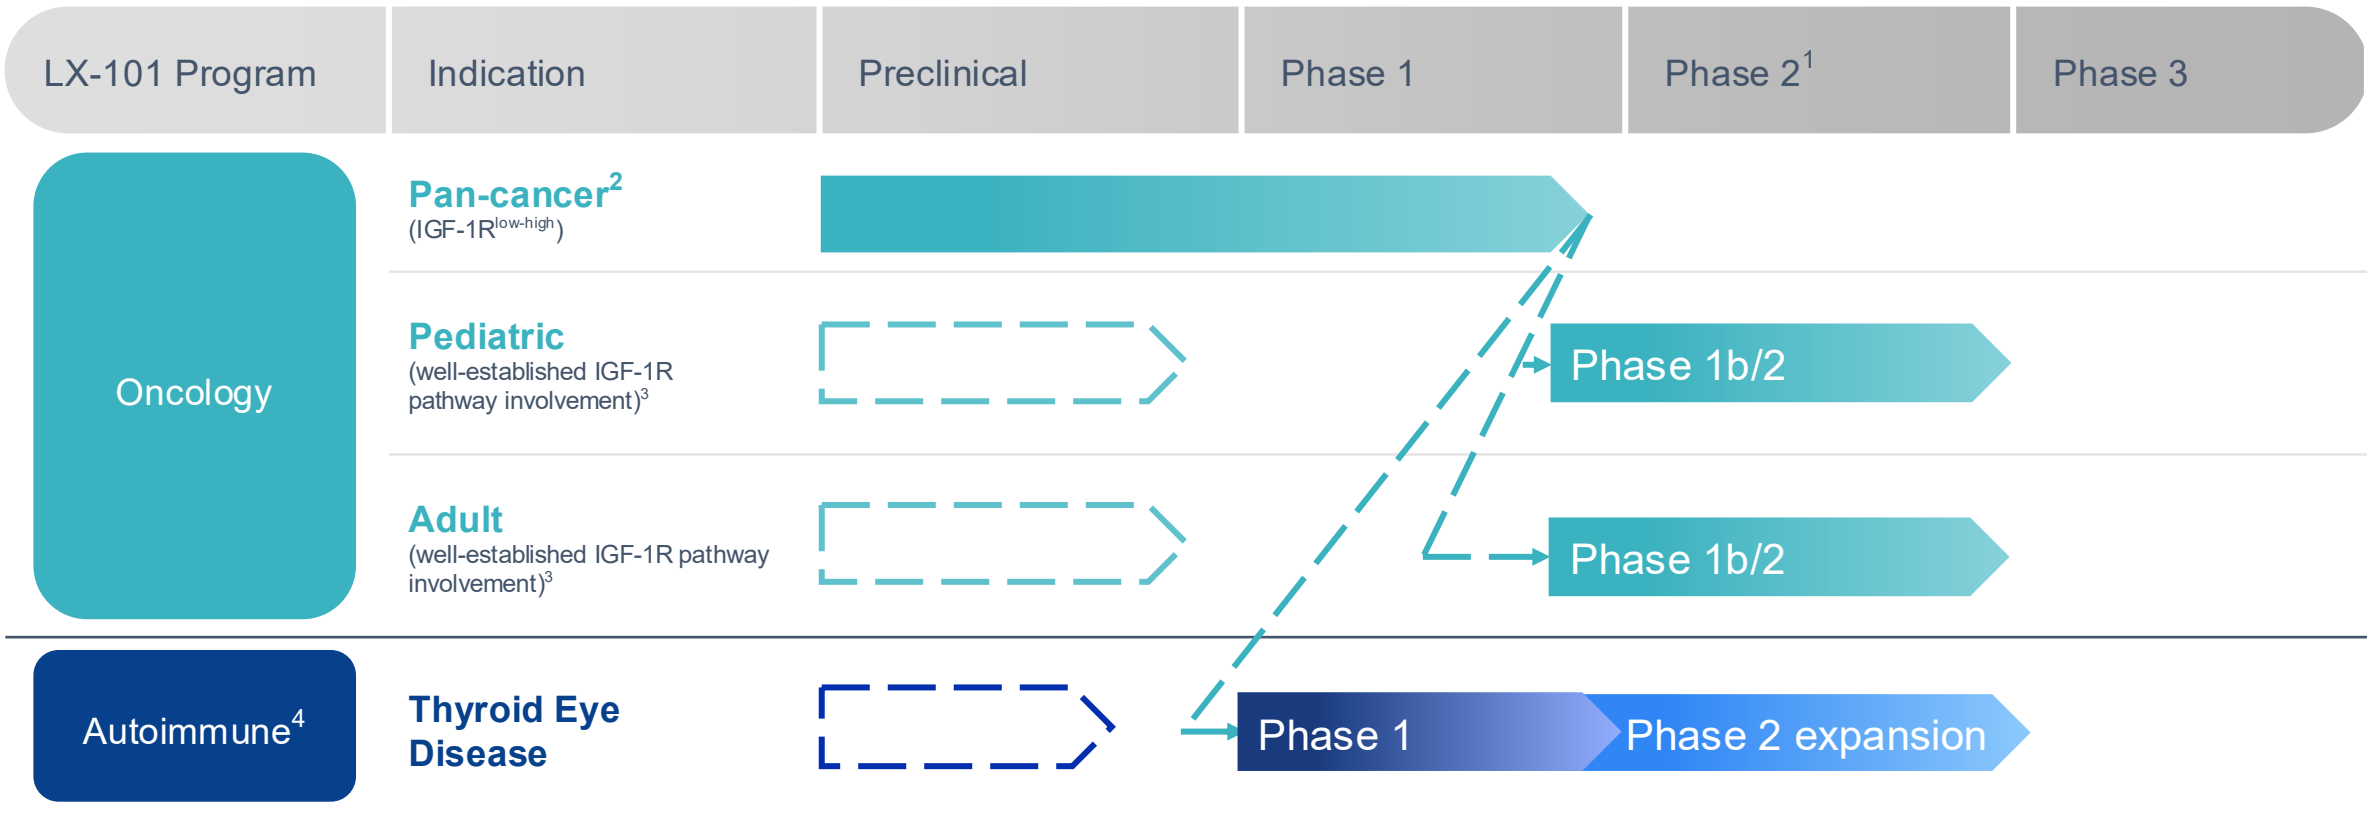 LX-101 Program
Indication
Preclinical
Phase 1
Phase 2¹
Phase 3
Oncology
Pan-cancer²
(IGF-1Rˡᵒʷ⁻ʰⁱᵍʰ)
Pediatric
(well-established IGF-1R
pathway involvement)³
Phase 1b/2
Adult
(well-established IGF-1R pathway
involvement)³
Phase 1b/2
Autoimmune⁴
Thyroid Eye
Disease
Phase 1
Phase 2 expansion